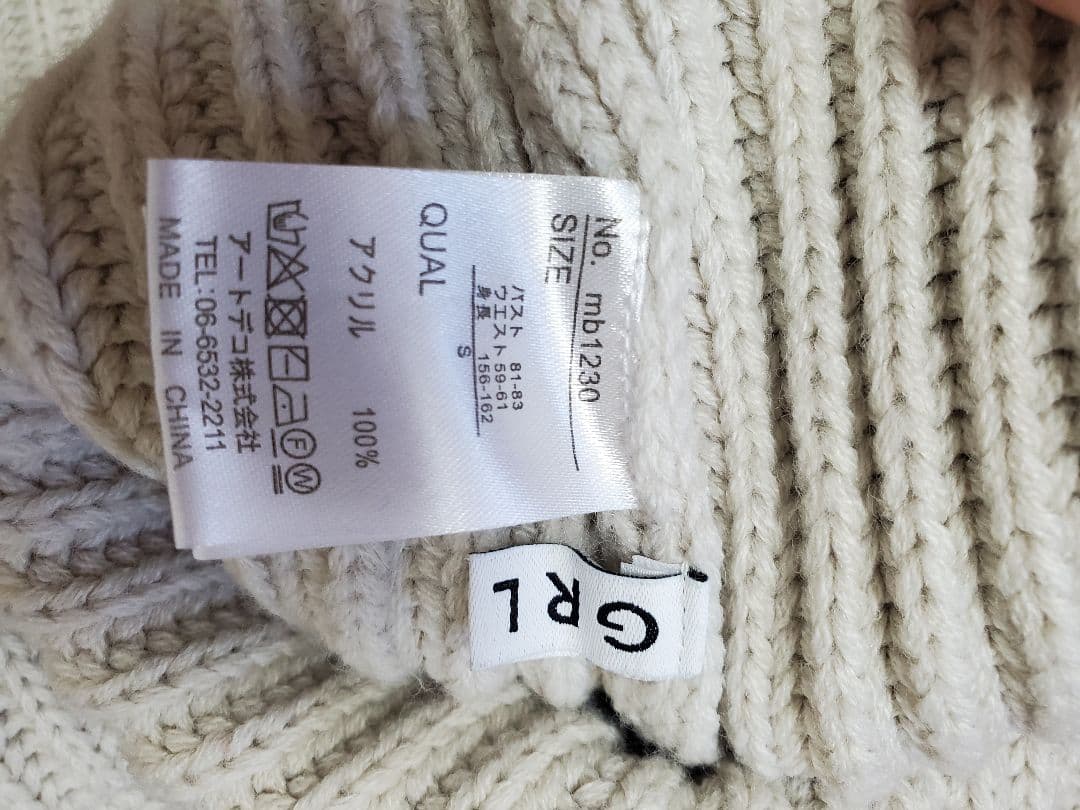 No. mb1230
SIZE
バスト 81-83
ウエスト 59-61
身長 156-162
S
QUAL
アクリル 100%
アートデコ株式会社
TEL:06-6532-2211
MADE IN CHINA
GRL